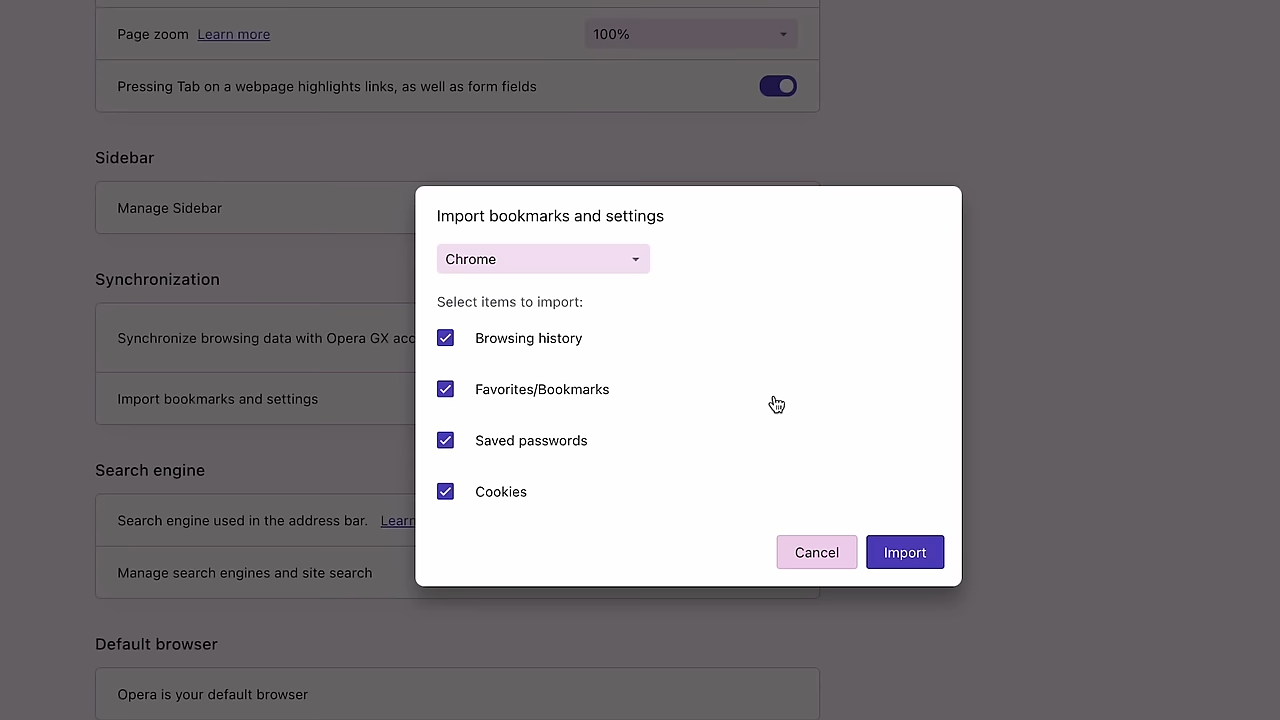 Page zoom Learn more 100%
Pressing Tab on a webpage highlights links, as well as form fields
Sidebar
Manage Sidebar
Synchronization
Synchronize browsing data with Opera GX acc
Import bookmarks and settings
Search engine
Search engine used in the address bar. Learn
Manage search engines and site search
Default browser
Opera is your default browser
Import bookmarks and settings
Chrome
Select items to import:
Browsing history
Favorites/Bookmarks
Saved passwords
Cookies
Cancel Import